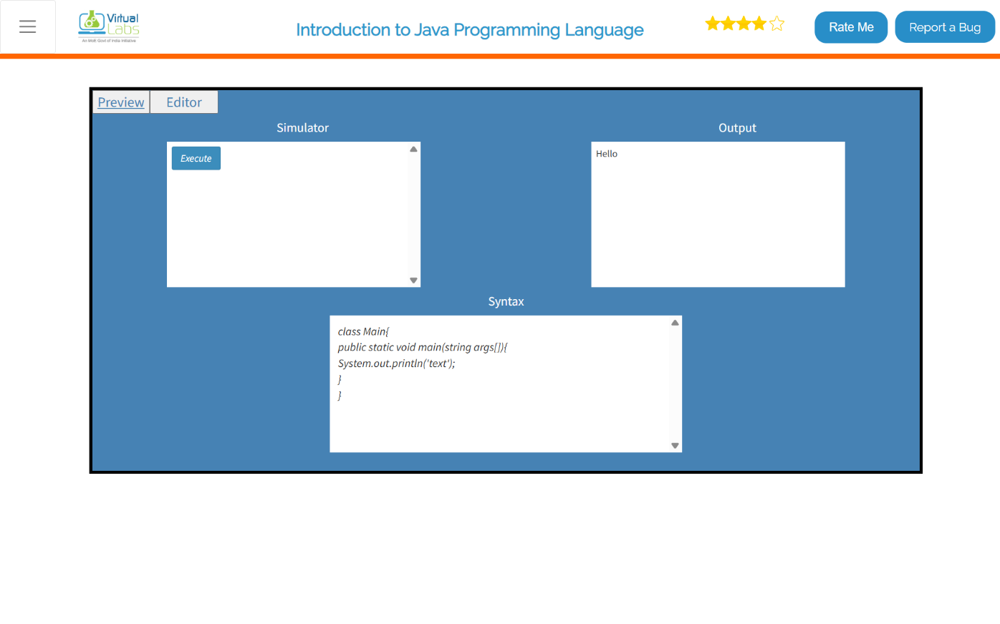 Virtual
Labs
An MoE Govt of India Initiative
Introduction to Java Programming Language
Rate Me
Report a Bug
Preview
Editor
Simulator
Output
Execute
Hello
Syntax
class Main{
public static void main(string args[]){
System.out.println('text');
}
}